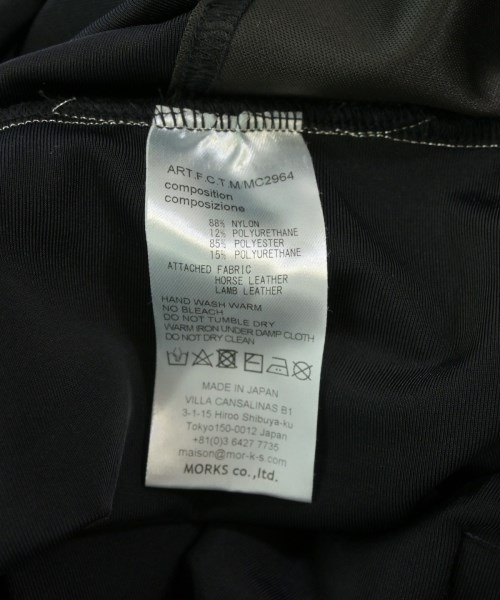 ART.F.C.T.M/MC2964
composition
composizione
88% NYLON
12% POLYURETHANE
85% POLYESTER
15% POLYURETHANE
ATTACHED FABRIC
HORSE LEATHER
LAMB LEATHER
HAND WASH WARM
NO BLEACH
DO NOT TUMBLE DRY
WARM IRON UNDER DAMP CLOTH
DO NOT DRY CLEAN
MADE IN JAPAN
VILLA CANSALINAS B1
3-1-15 Hiroo Shibuya-ku
Tokyo150-0012 Japan
+81(0)3 6427 7735
maison@mor-k-s.com
MORKS co.,ltd.